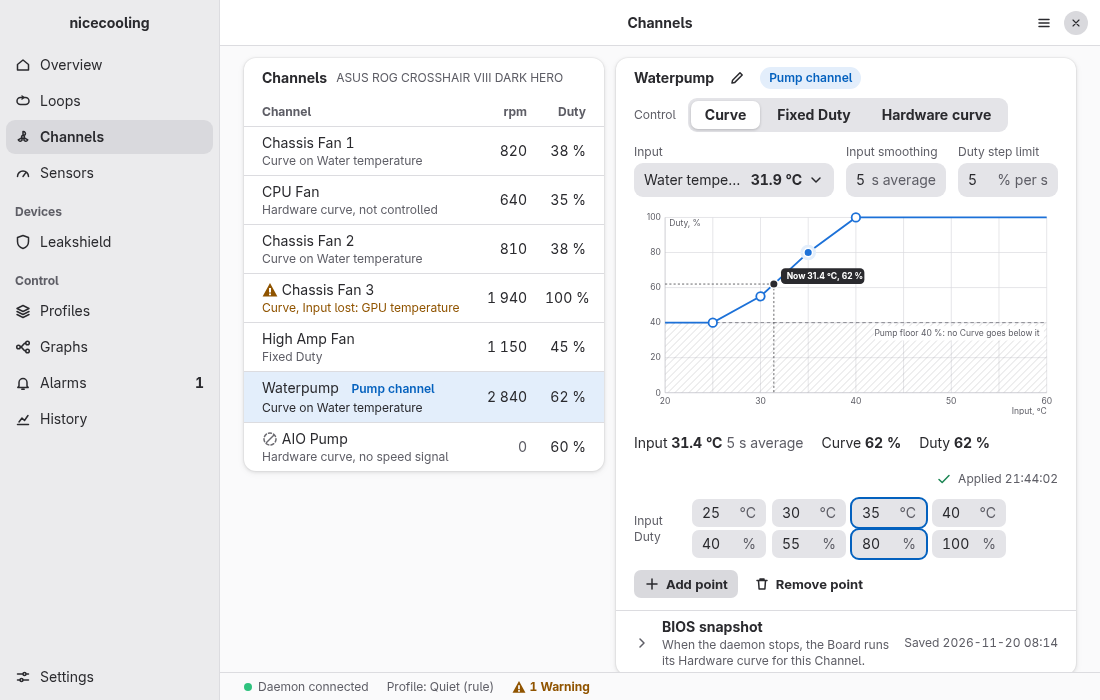 nicecooling
Channels
Overview
Loops
Channels
Sensors
Devices
Leakshield
Control
Profiles
Graphs
Alarms 1
History
Settings
Channels ASUS ROG CROSSHAIR VIII DARK HERO
Channel rpm Duty
Chassis Fan 1 820 38 %
Curve on Water temperature
CPU Fan 640 35 %
Hardware curve, not controlled
Chassis Fan 2 810 38 %
Curve on Water temperature
Chassis Fan 3 1 940 100 %
Curve, Input lost: GPU temperature
High Amp Fan 1 150 45 %
Fixed Duty
Waterpump Pump channel 2 840 62 %
Curve on Water temperature
AIO Pump 0 60 %
Hardware curve, no speed signal
Waterpump Pump channel
Control Curve Fixed Duty Hardware curve
Input Input smoothing Duty step limit
Water tempe... 31.9 °C 5 s average 5 % per s
100
Duty, %
80
Now 31.4 °C, 62 %
60
40
Pump floor 40 %: no Curve goes below it
20
0
20 30 40 50 60
Input, °C
Input 31.4 °C 5 s average Curve 62 % Duty 62 %
Applied 21:44:02
Input 25 °C 30 °C 35 °C 40 °C
Duty 40 % 55 % 80 % 100 %
Add point Remove point
BIOS snapshot
When the daemon stops, the Board runs
its Hardware curve for this Channel.
Saved 2026-11-20 08:14
Daemon connected Profile: Quiet (rule) 1 Warning